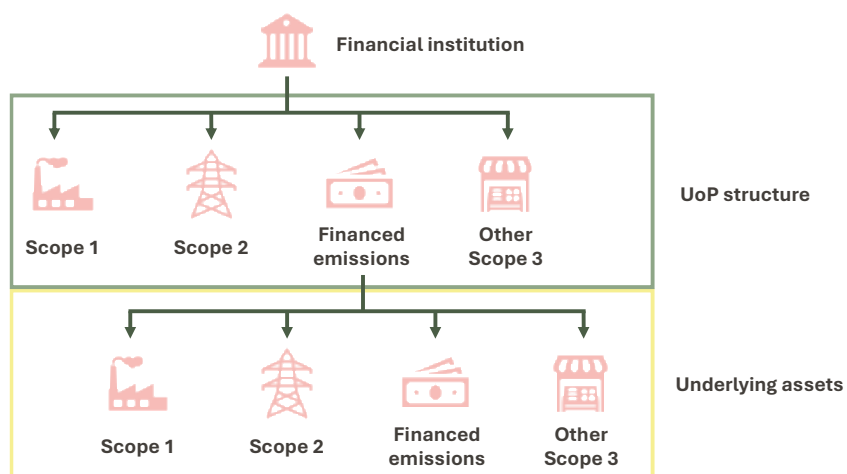 Financial institution
UoP structure
Scope 1
Scope 2
Financed
emissions
Other
Scope 3
Underlying assets
Scope 1
Scope 2
Financed
emissions
Other
Scope 3